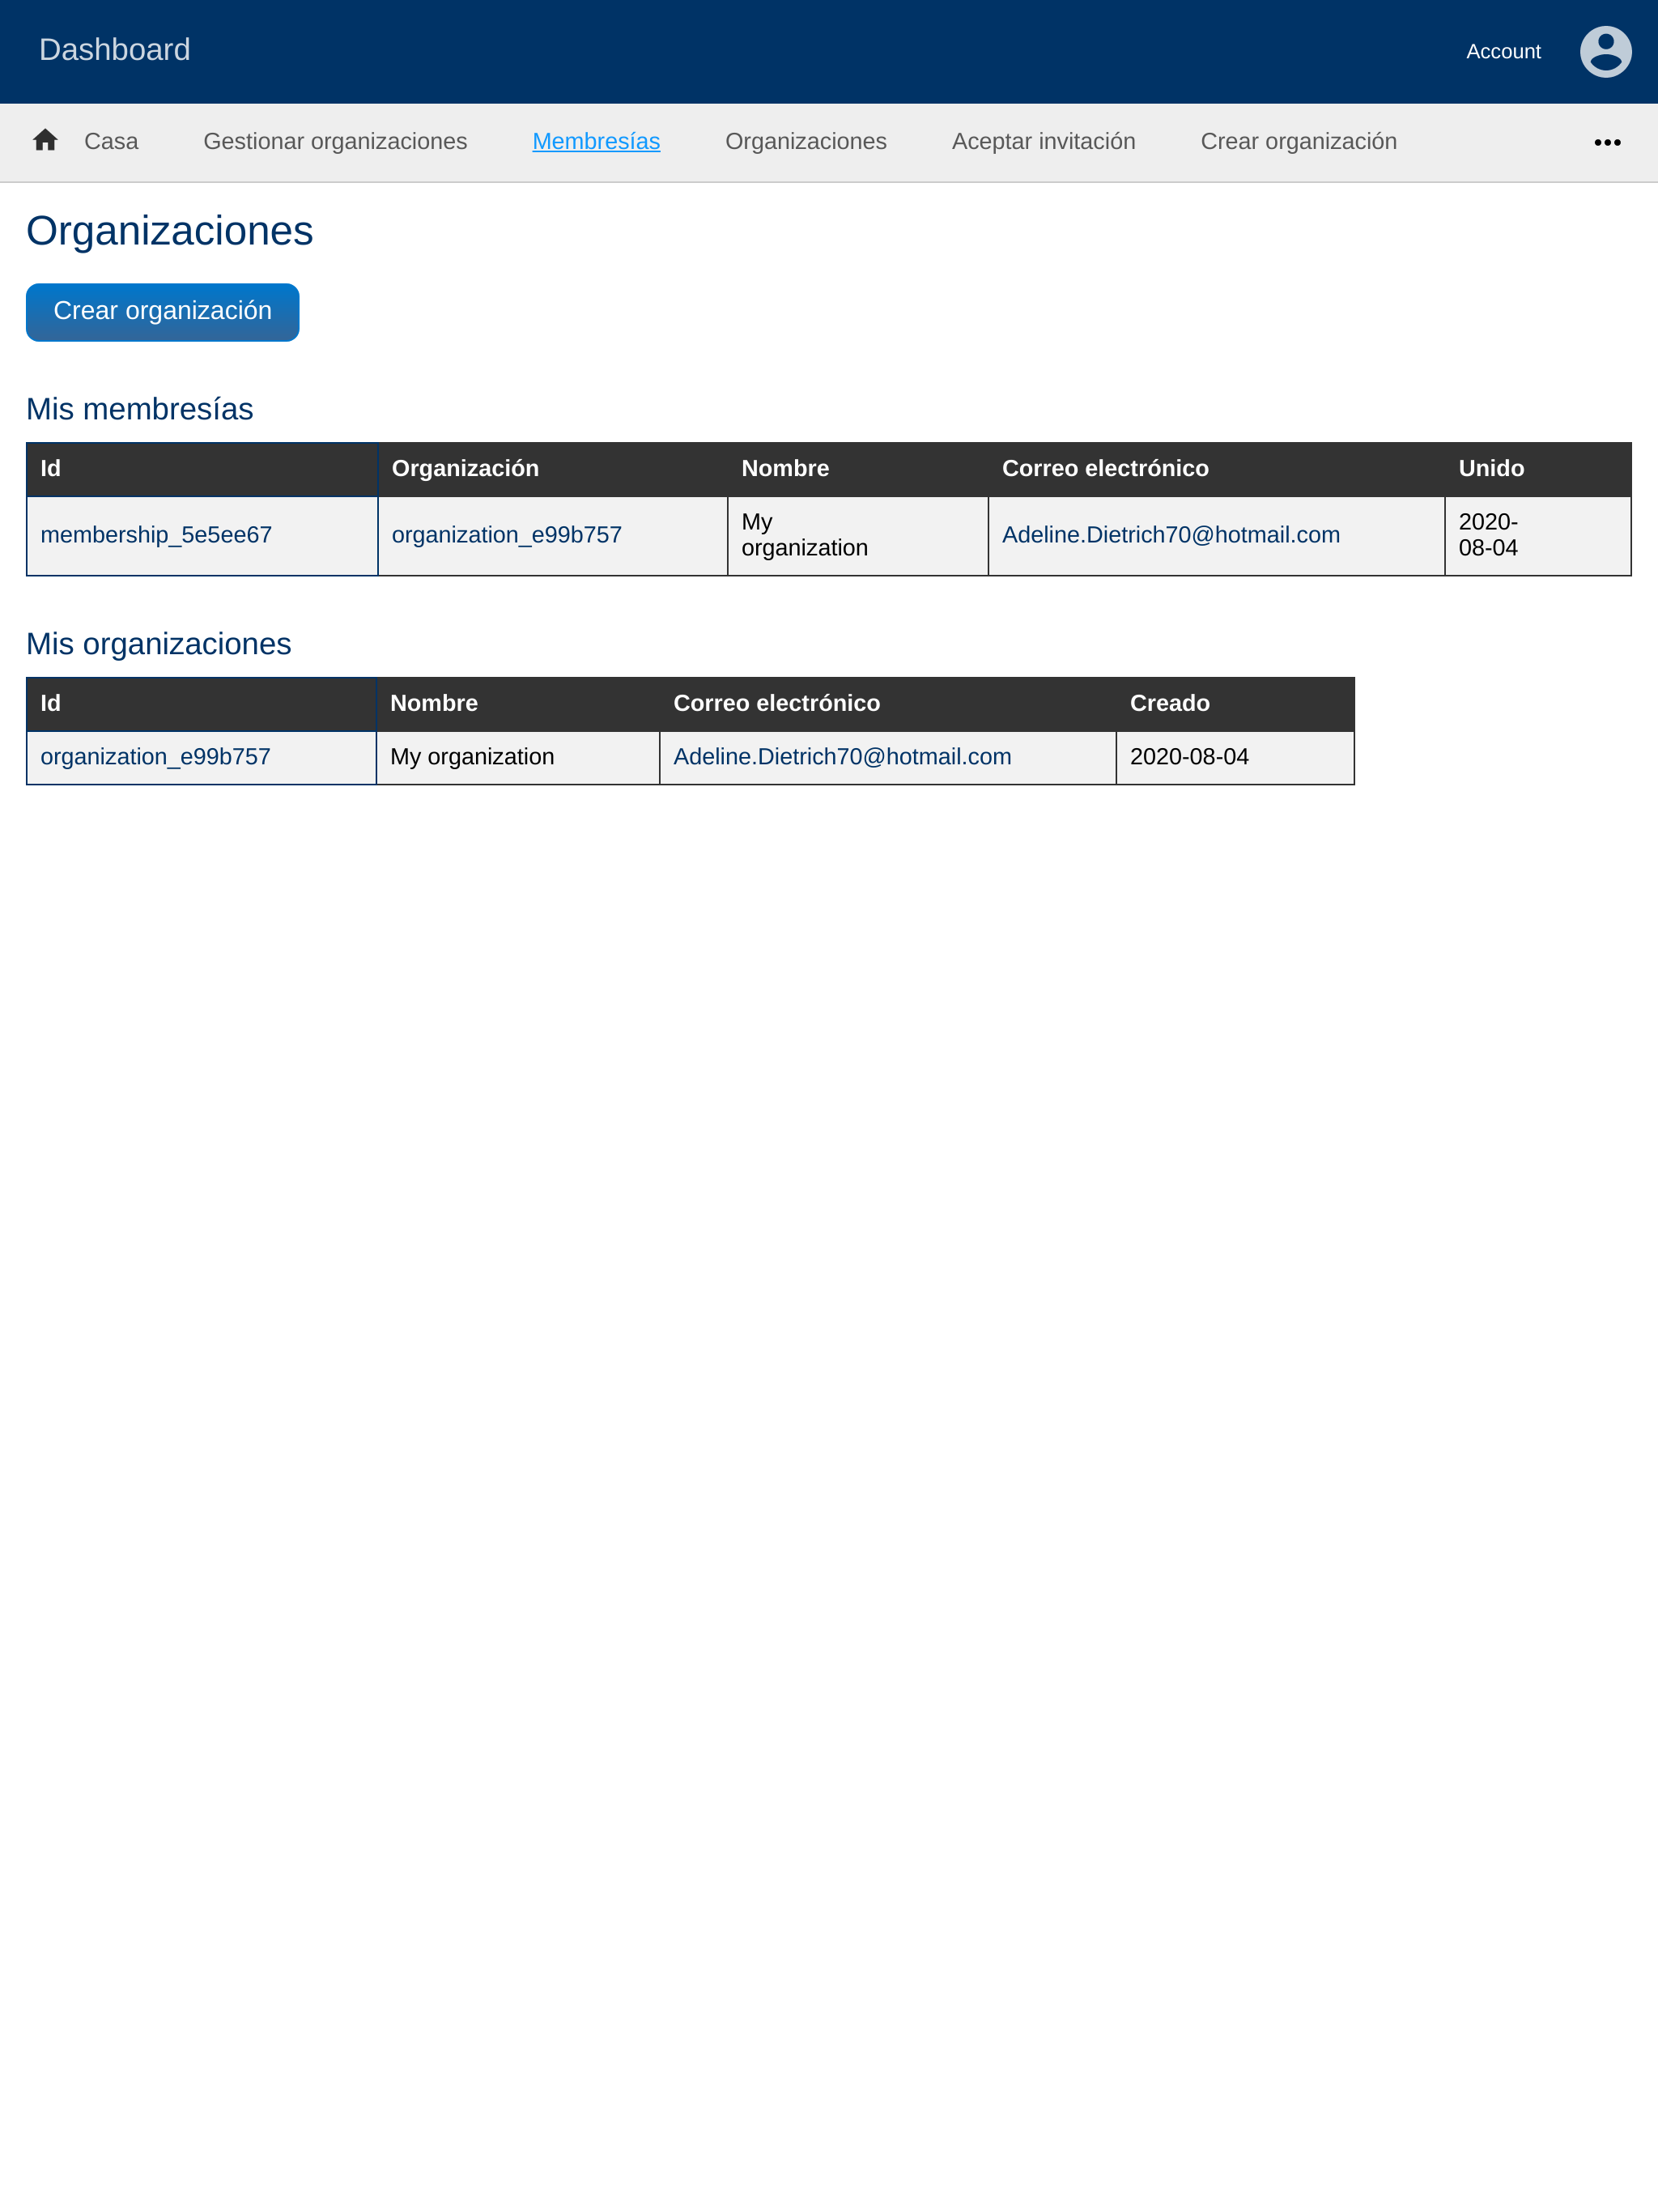 Dashboard
Account
Casa Gestionar organizaciones Membresías Organizaciones Aceptar invitación Crear organización
Organizaciones
Crear organización
Mis membresías
Id Organización Nombre Correo electrónico Unido
membership_5e5ee67 organization_e99b757 My organization Adeline.Dietrich70@hotmail.com 2020-08-04
Mis organizaciones
Id Nombre Correo electrónico Creado
organization_e99b757 My organization Adeline.Dietrich70@hotmail.com 2020-08-04